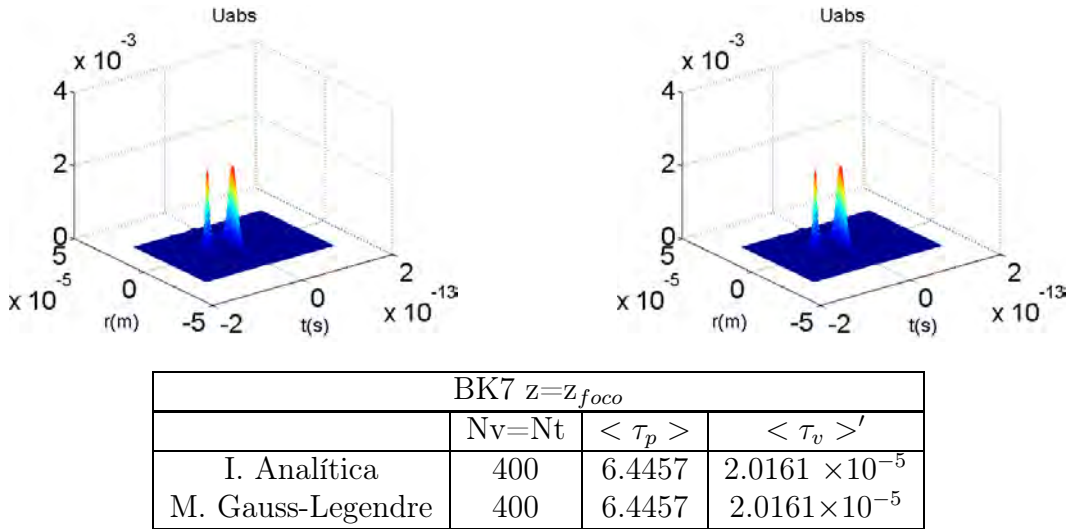 Uabs
x 10^-3
4
2
0
5
x 10^-5
0
r(m)
-5
-2
0
t(s)
2
x 10^-13
Uabs
x 10^-3
4
2
0
5
x 10^-5
0
r(m)
-5
-2
0
t(s)
2
x 10^-13
BK7 z=z_foco
Nv=Nt < τ_p > < τ_v >′
I. Analítica 400 6.4457 2.0161 ×10^−5
M. Gauss-Legendre 400 6.4457 2.0161×10^−5